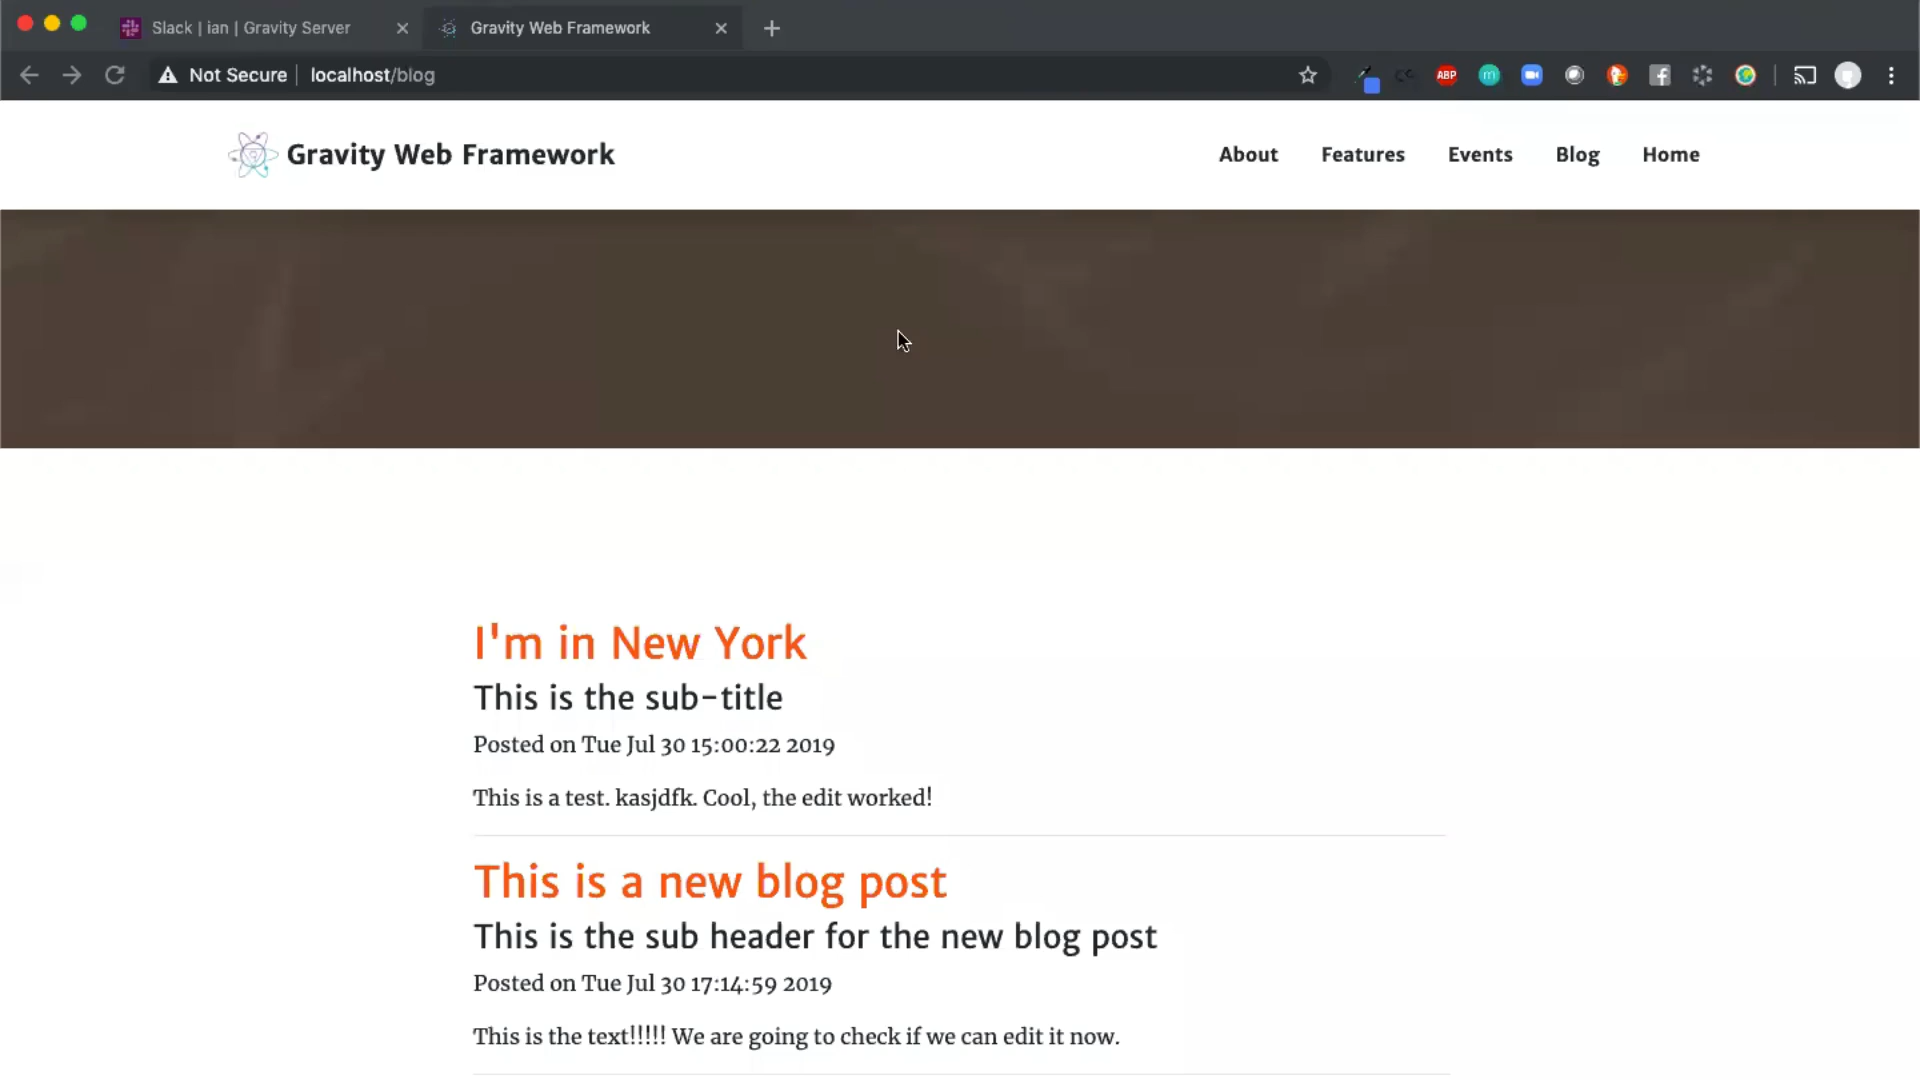 Slack | ian | Gravity Server
Gravity Web Framework
Not Secure
localhost/blog
ABP
m
Gravity Web Framework
About
Features
Events
Blog
Home
I'm in New York
This is the sub-title
Posted on Tue Jul 30 15:00:22 2019
This is a test. kasjdfk. Cool, the edit worked!
This is a new blog post
This is the sub header for the new blog post
Posted on Tue Jul 30 17:14:59 2019
This is the text!!!!! We are going to check if we can edit it now.